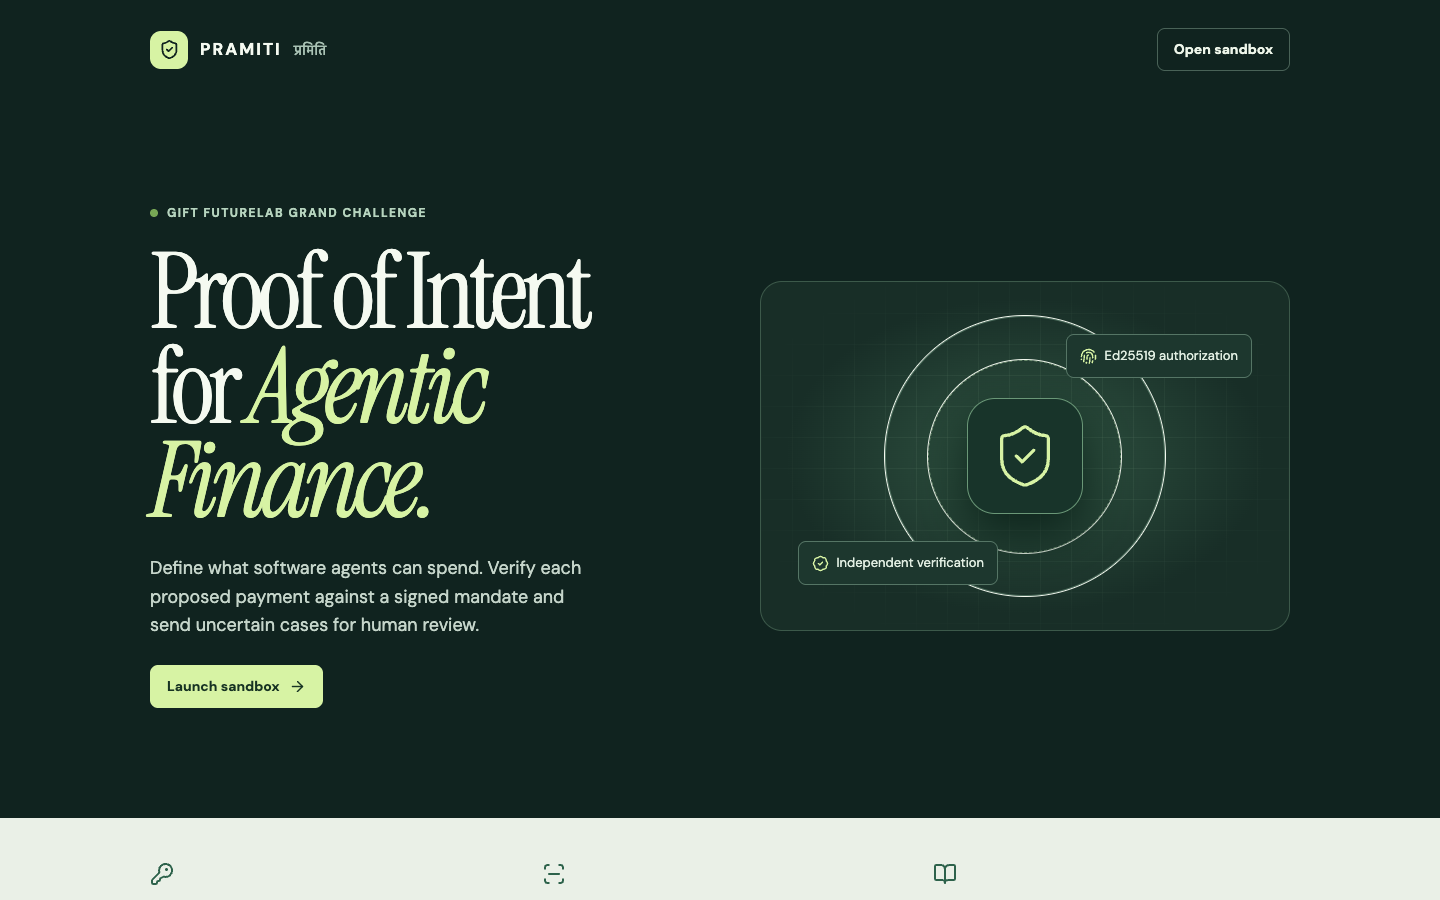 PRAMITI प्रमिति
Open sandbox
GIFT FUTURELAB GRAND CHALLENGE
Proof of Intent
for Agentic
Finance.
Define what software agents can spend. Verify each
proposed payment against a signed mandate and
send uncertain cases for human review.
Launch sandbox
Ed25519 authorization
Independent verification